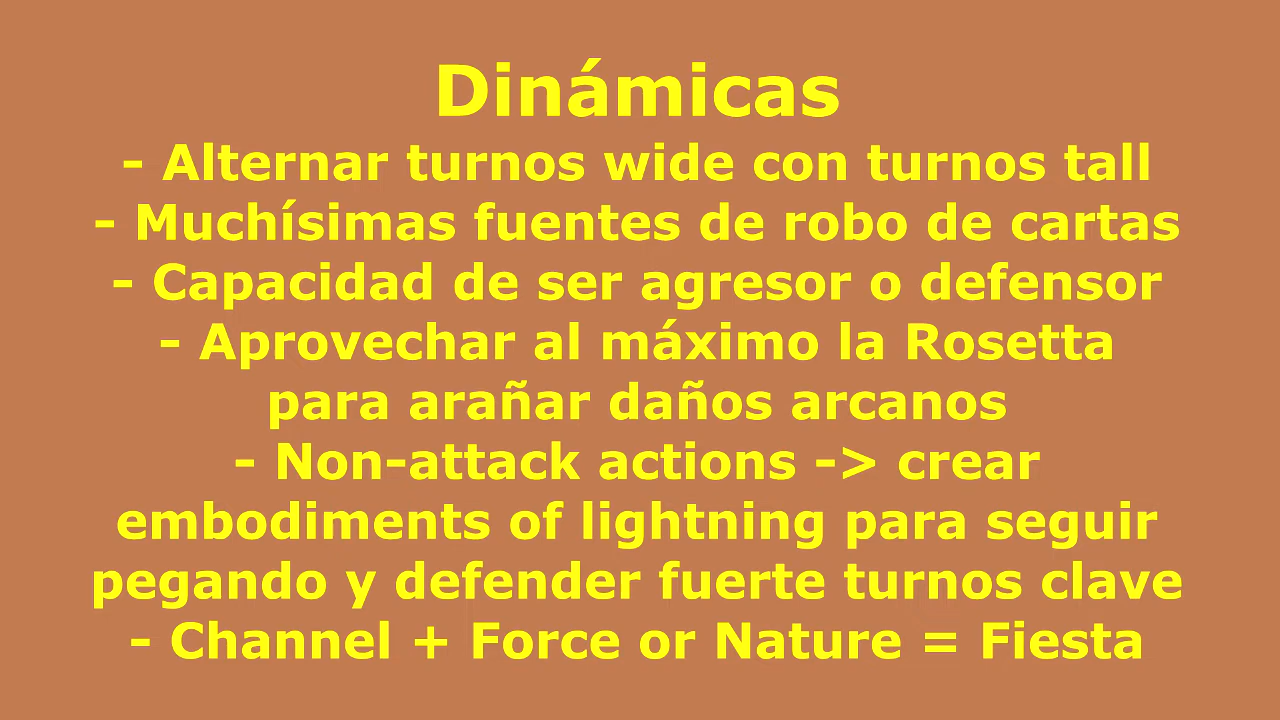 Dinámicas
- Alternar turnos wide con turnos tall
- Muchísimas fuentes de robo de cartas
- Capacidad de ser agresor o defensor
- Aprovechar al máximo la Rosetta
para arañar daños arcanos
- Non-attack actions -> crear
embodiments of lightning para seguir
pegando y defender fuerte turnos clave
- Channel + Force or Nature = Fiesta